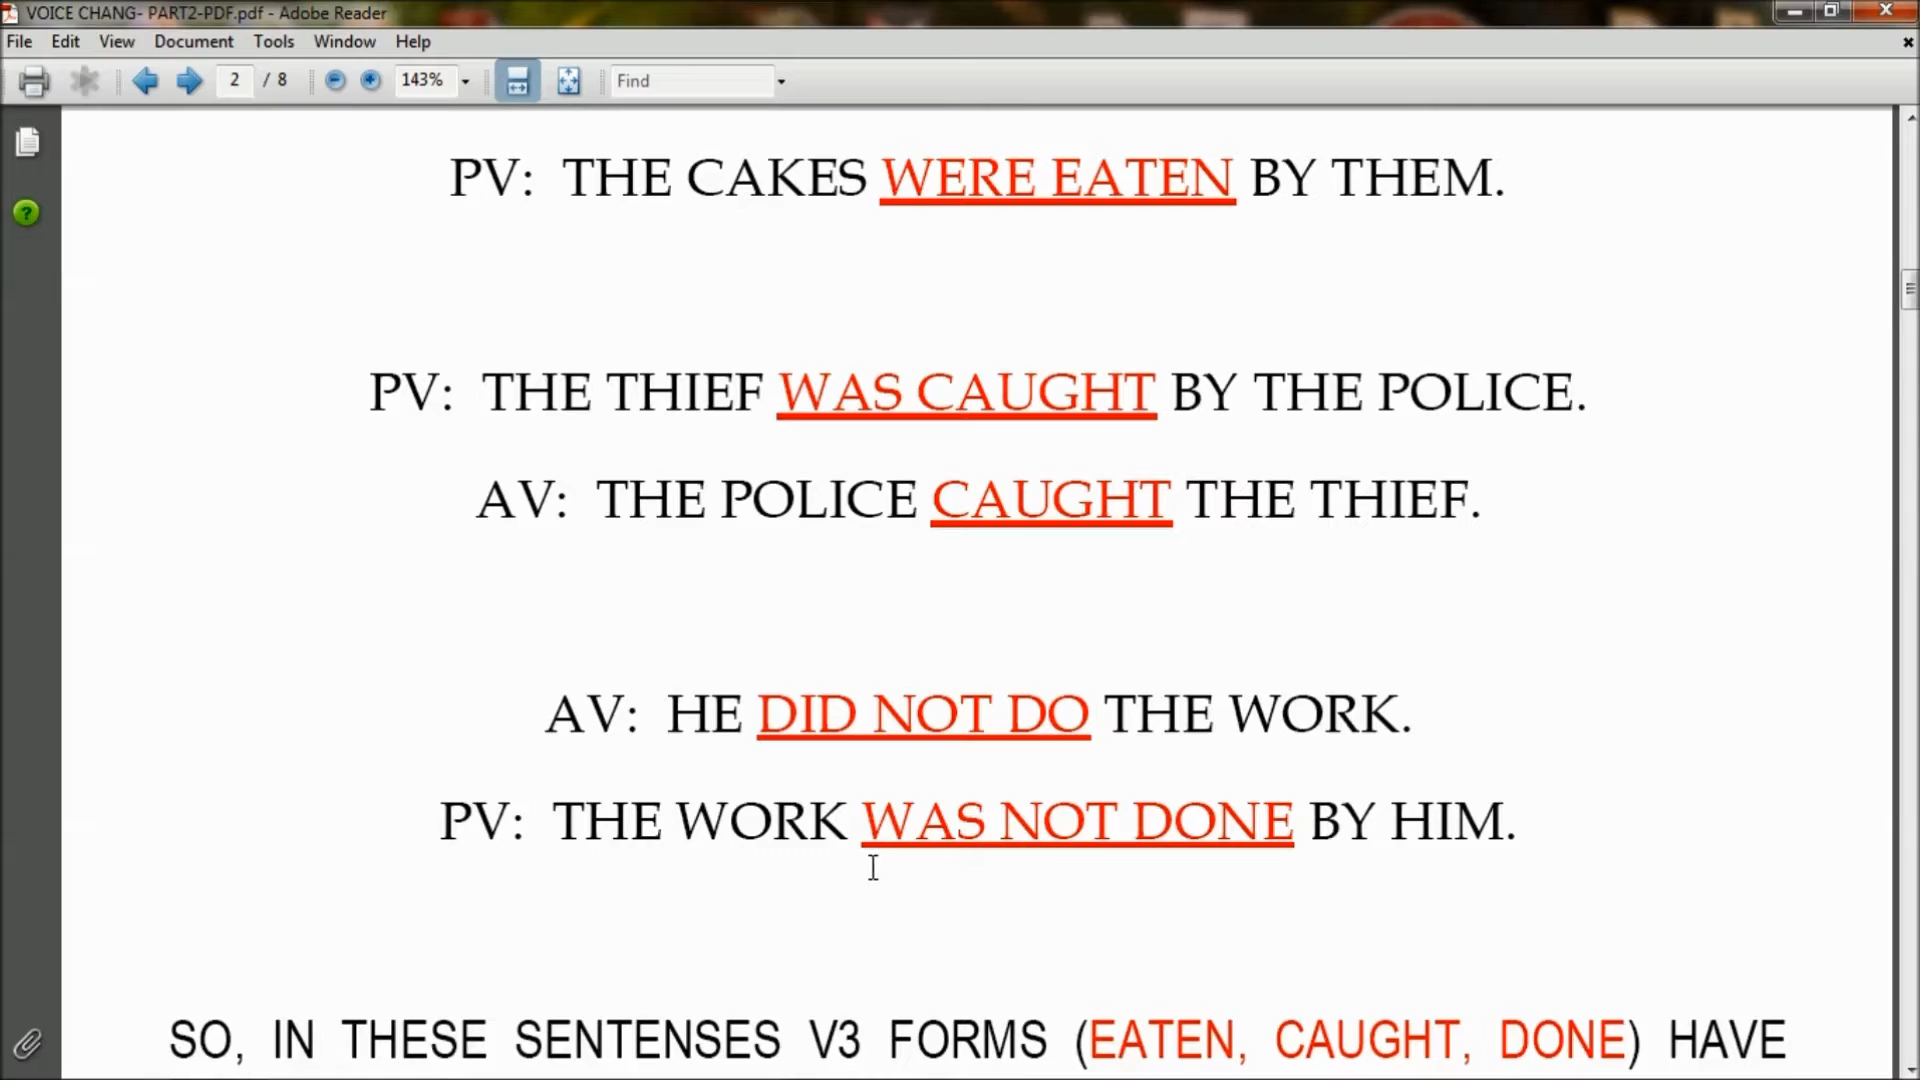 VOICE CHANG- PART2-PDF.pdf - Adobe Reader
File Edit View Document Tools Window Help
2 / 8 143% Find
PV: THE CAKES WERE EATEN BY THEM.
PV: THE THIEF WAS CAUGHT BY THE POLICE.
AV: THE POLICE CAUGHT THE THIEF.
AV: HE DID NOT DO THE WORK.
PV: THE WORK WAS NOT DONE BY HIM.
SO, IN THESE SENTENSES V3 FORMS (EATEN, CAUGHT, DONE) HAVE